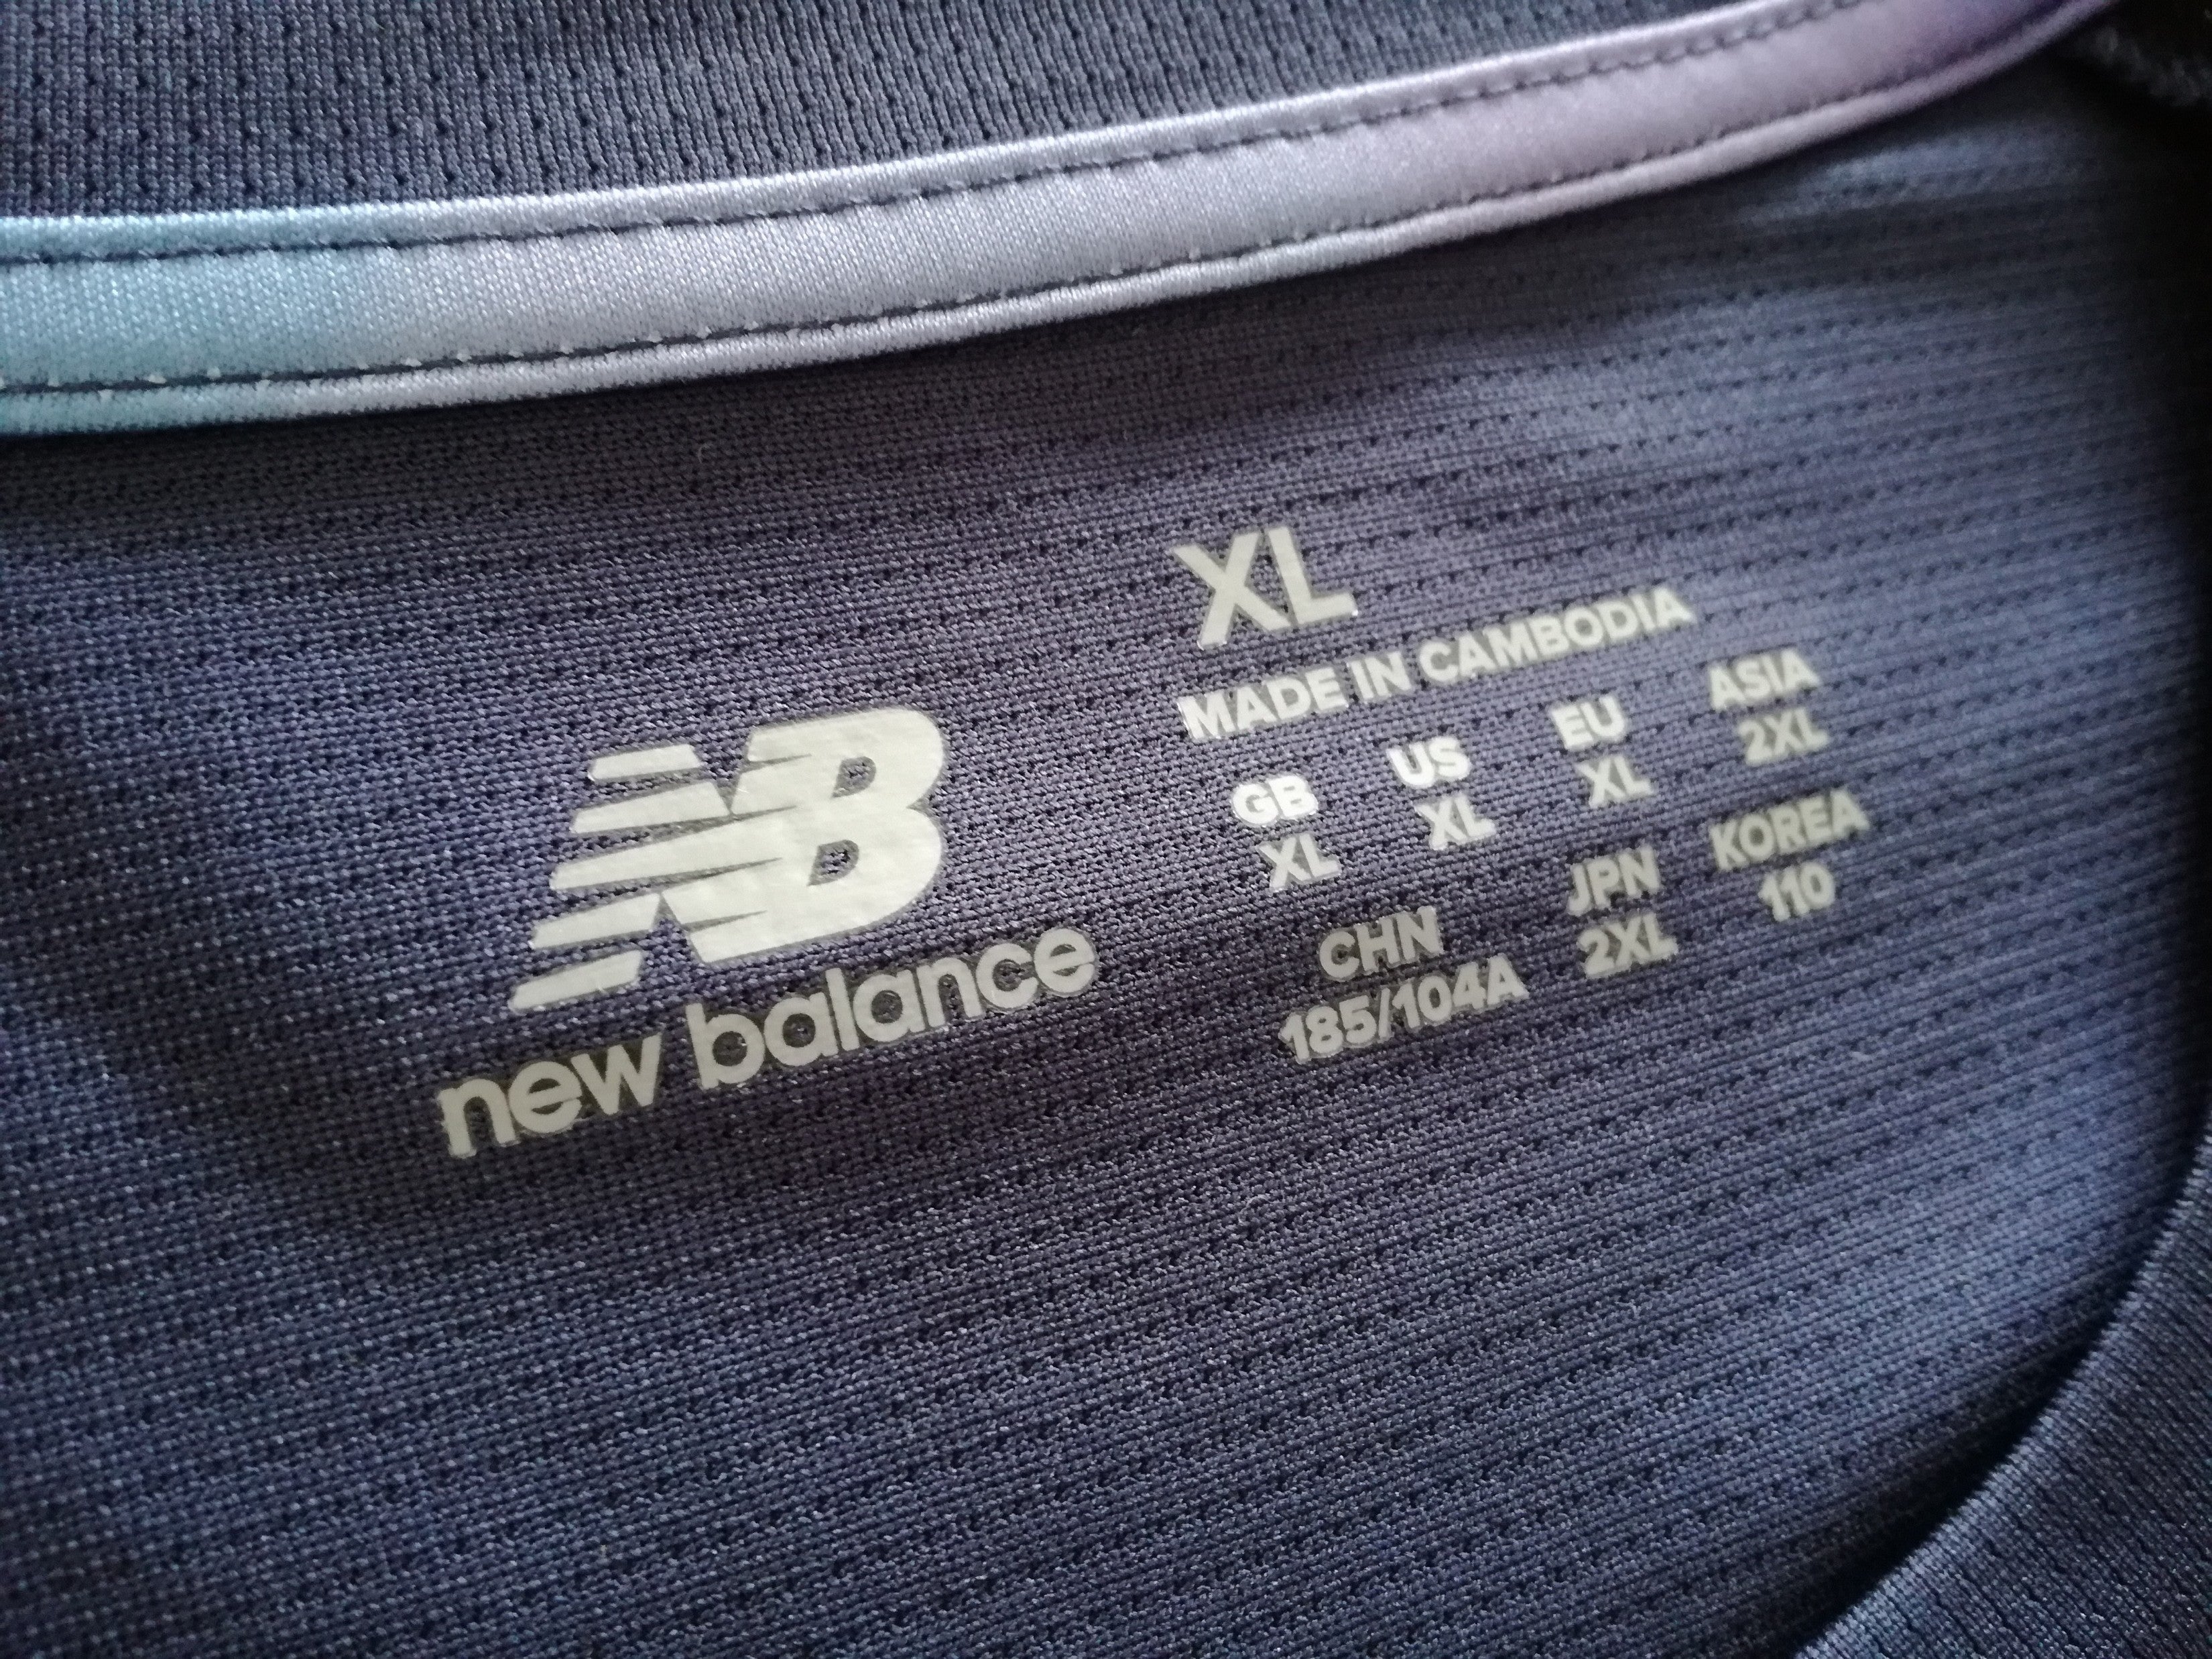 NB
new balance
XL
MADE IN CAMBODIA
GB US EU ASIA
XL XL XL 2XL
CHN JPN KOREA
185/104A 2XL 110